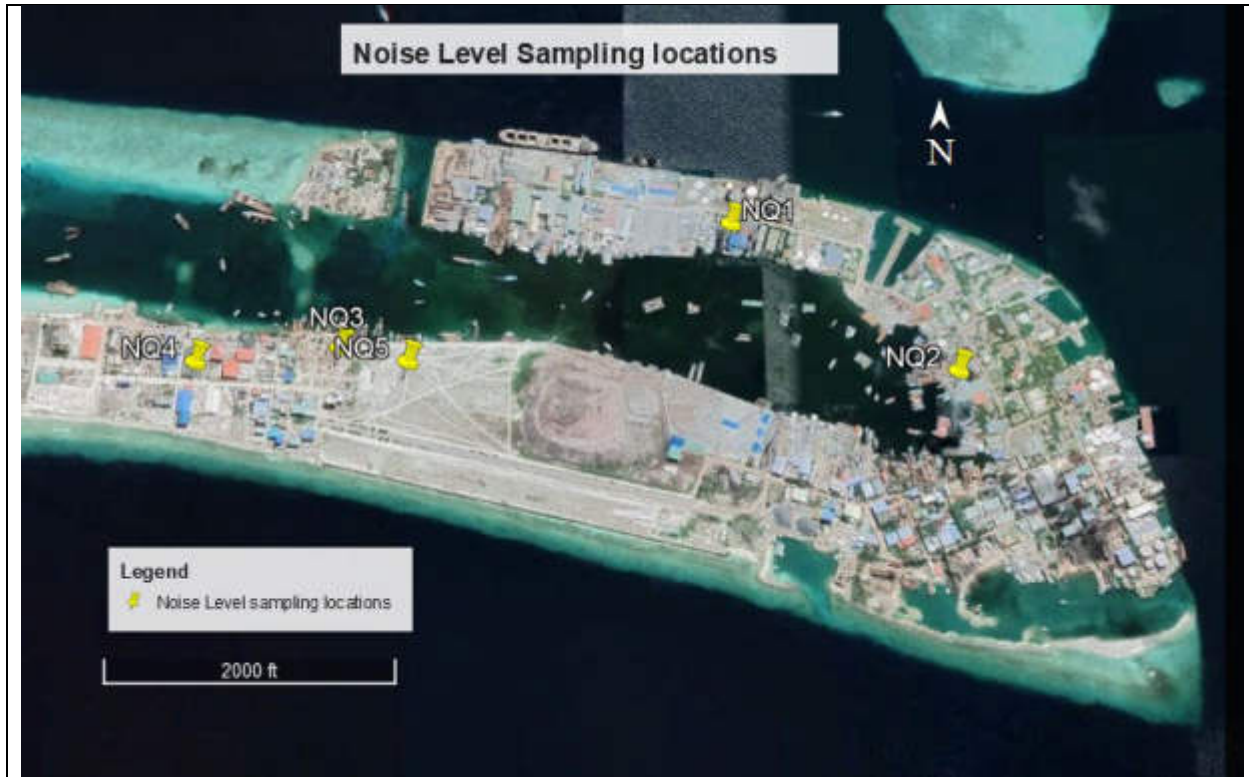 Noise Level Sampling locations
N
NQ1
NQ3
NQ4
NQ5
NQ2
Legend
Noise Level sampling locations
2000 ft